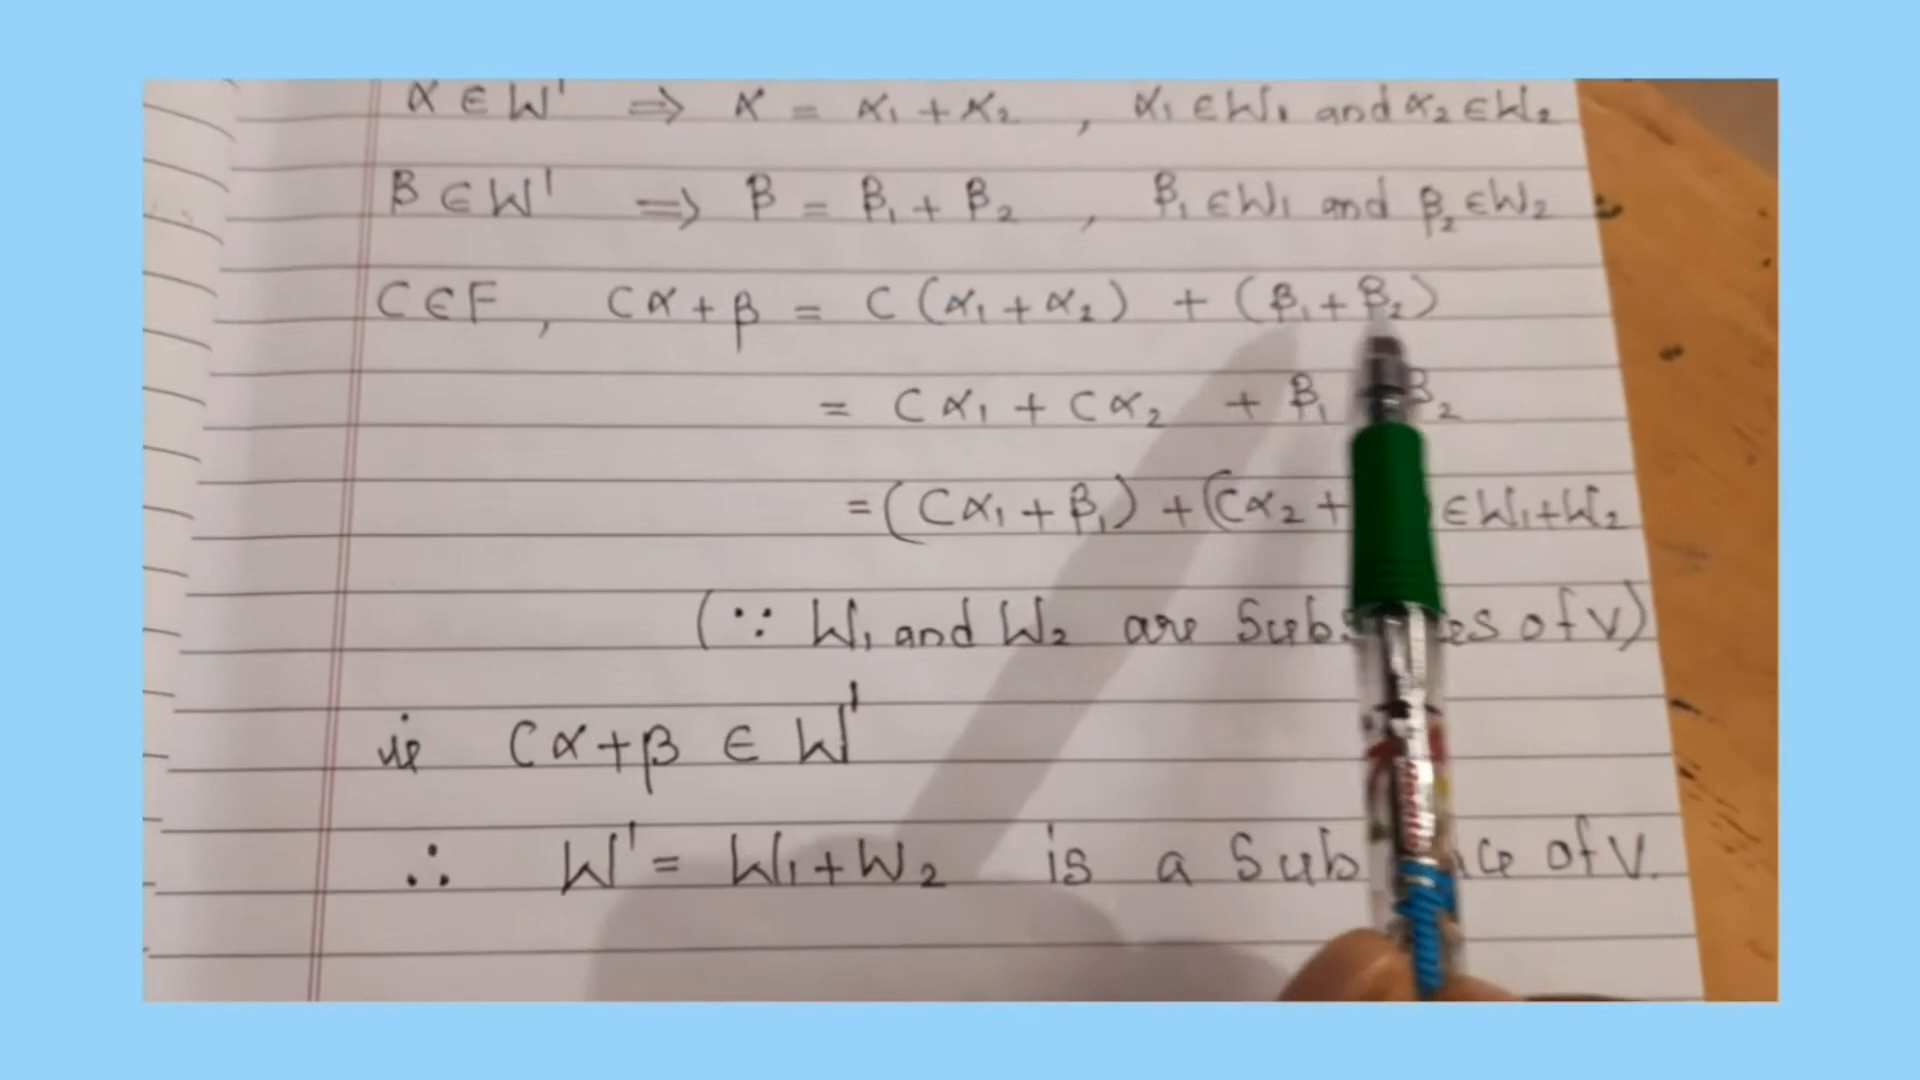 α ∈ W' ⇒ α = α₁ + α₂ , α₁ ∈ W₁ and α₂ ∈ W₂
β ∈ W' ⇒ β = β₁ + β₂ , β₁ ∈ W₁ and β₂ ∈ W₂
C ∈ F , Cα + β = C (α₁ + α₂) + (β₁ + β₂)
= Cα₁ + Cα₂ + β₁ β₂
= (Cα₁ + β₁) + (Cα₂ + ∈ W₁ + W₂
(∵ W₁ and W₂ are of V)
ie Cα + β ∈ W'
∴ W' = W₁ + W₂ is a of V.